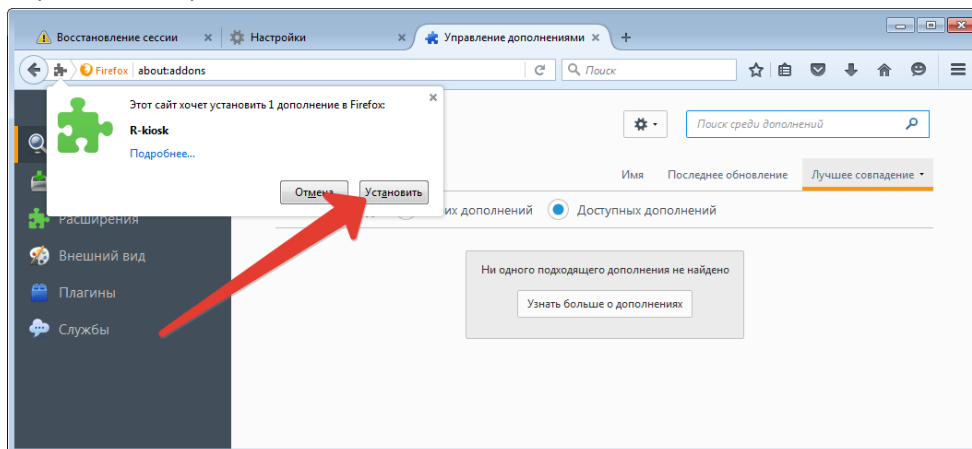 Восстановление сессии
Настройки
Управление дополнениями
Firefox
about:addons
Поиск
Этот сайт хочет установить 1 дополнение в Firefox:
R-kiosk
Подробнее...
Отмена
Установить
Поиск среди дополнений
Имя
Последнее обновление
Лучшее совпадение
их дополнений
Доступных дополнений
Расширения
Внешний вид
Плагины
Службы
Ни одного подходящего дополнения не найдено
Узнать больше о дополнениях